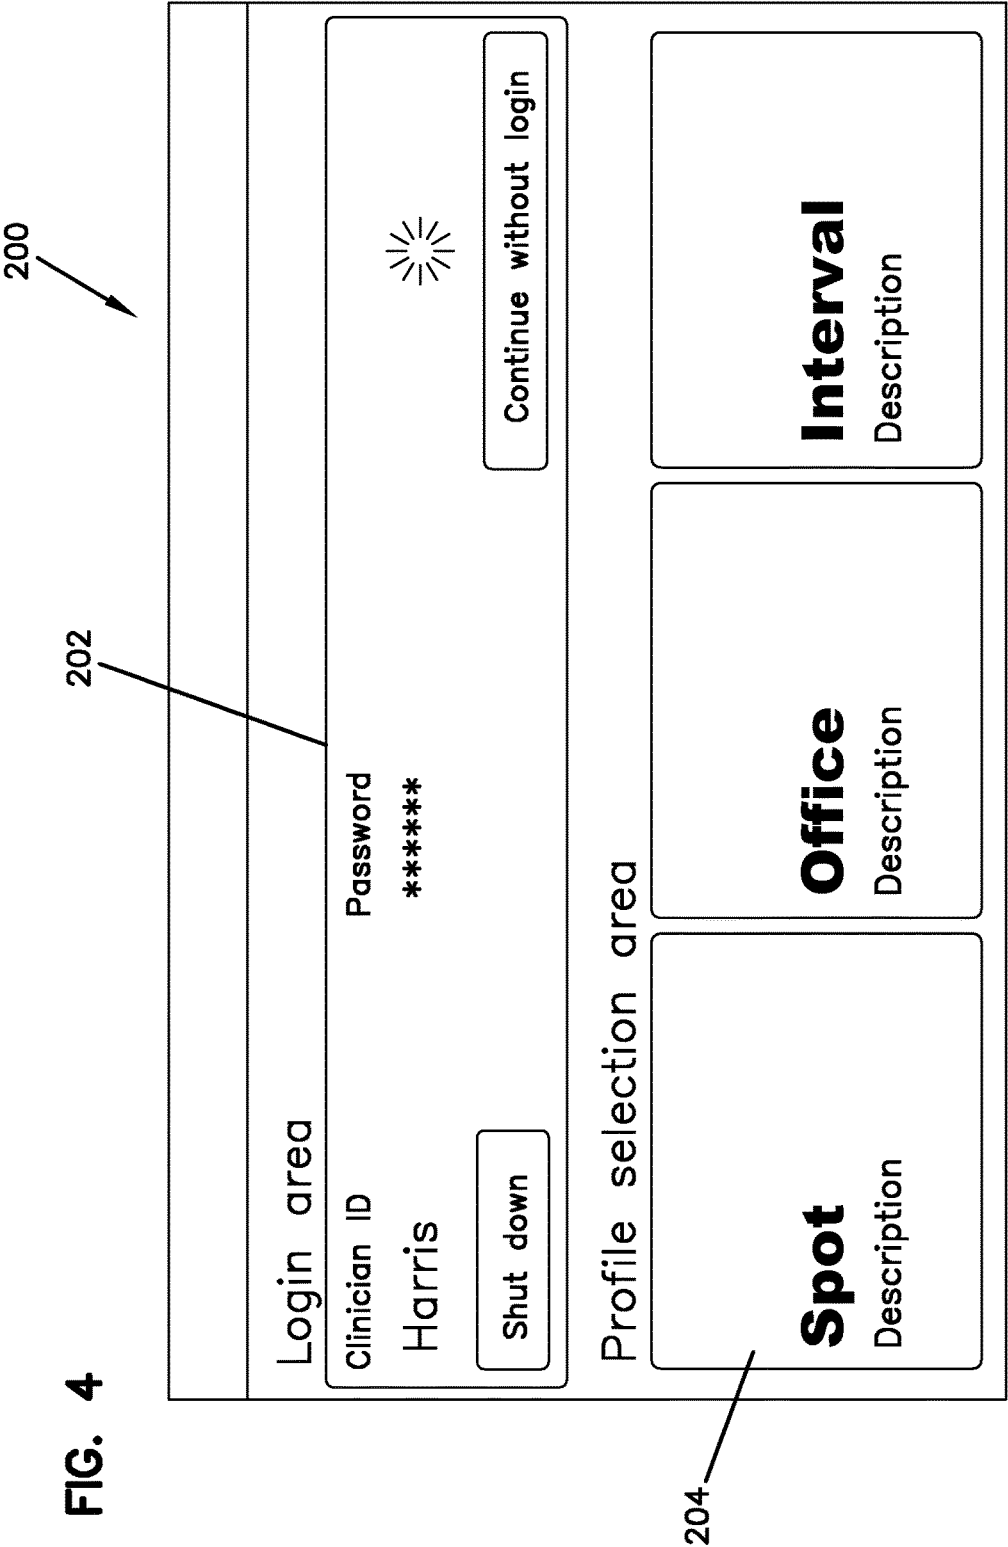 FIG. 4
200
202
Login area
Clinician ID
Password
Harris
******
Shut down
Continue without login
Profile selection area
204
Spot
Description
Office
Description
Interval
Description